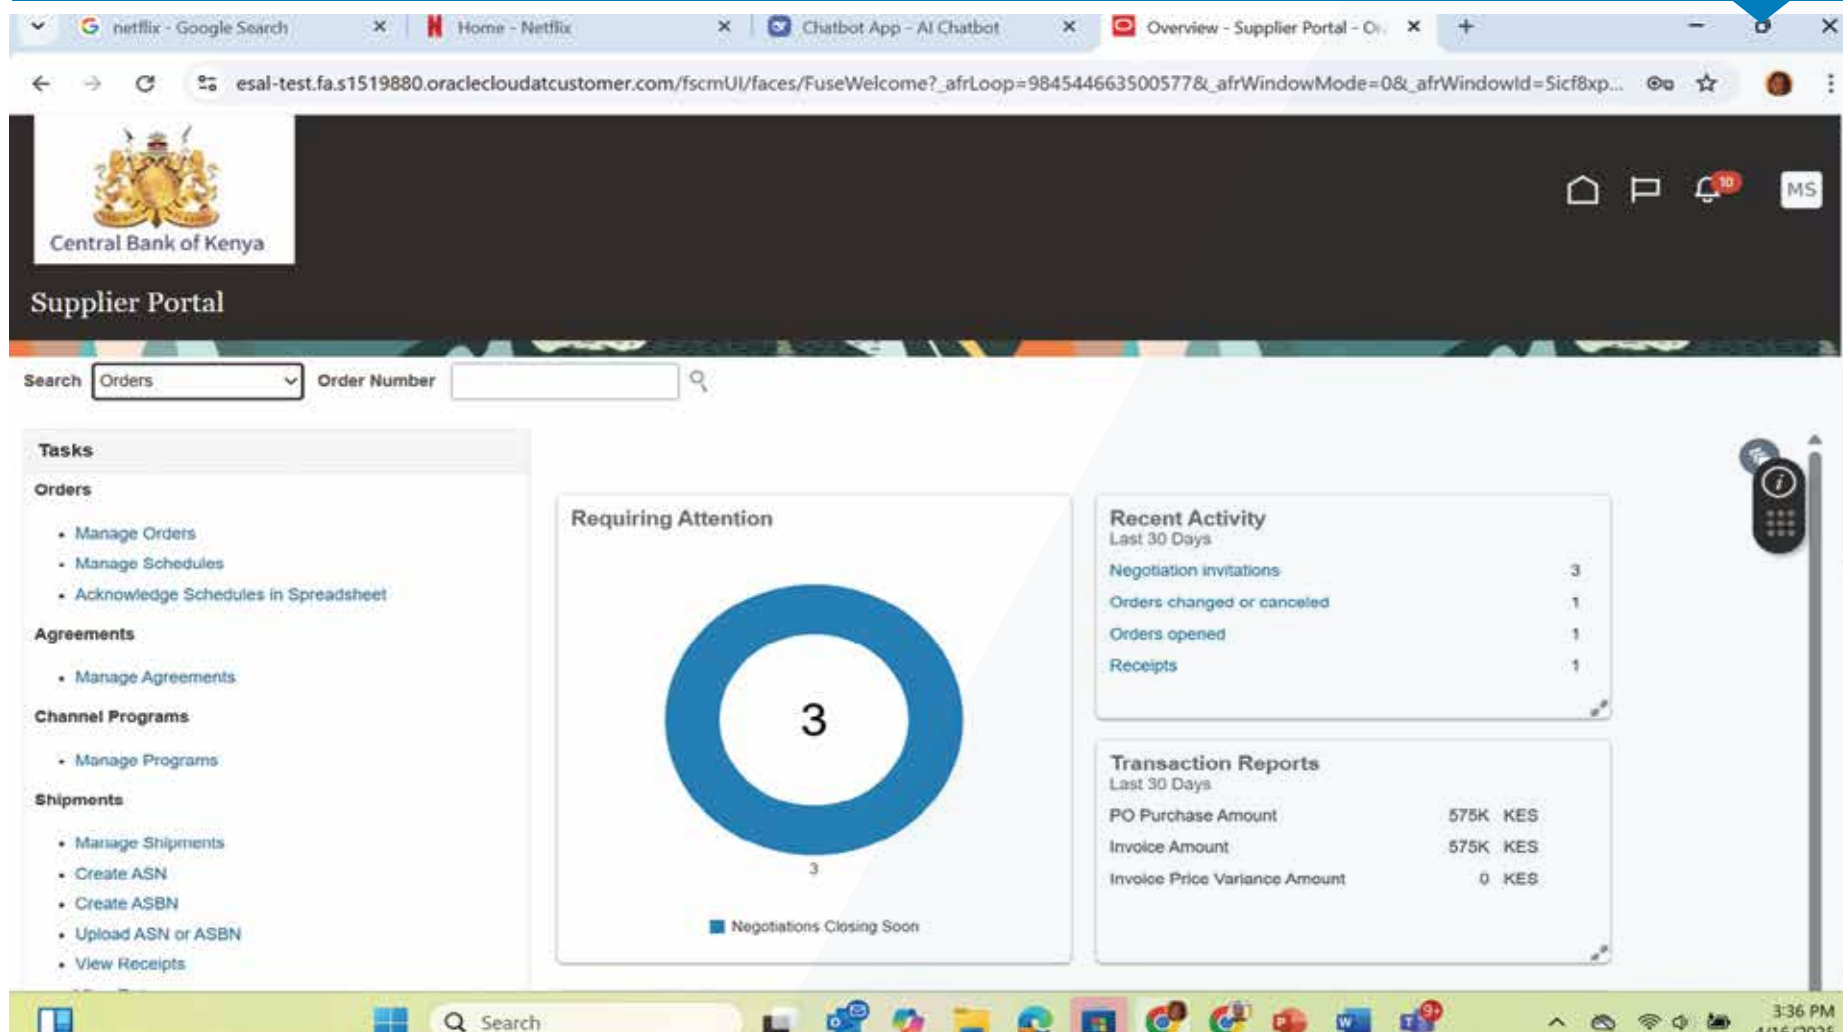 netflix - Google Search
Home - Netflix
Chatbot App - AI Chatbot
Overview - Supplier Portal - Or
esal-test.fa.s1519880.oraclecloudatcustomer.com/fscmUI/faces/FuseWelcome?_afrLoop=984544663500577&_afrWindowMode=0&_afrWindowId=5icf8xp...
Central Bank of Kenya
10
MS
Supplier Portal
Search Orders Order Number
Tasks
Orders
• Manage Orders
• Manage Schedules
• Acknowledge Schedules in Spreadsheet
Agreements
• Manage Agreements
Channel Programs
• Manage Programs
Shipments
• Manage Shipments
• Create ASN
• Create ASBN
• Upload ASN or ASBN
• View Receipts
Requiring Attention
3
3
Negotiations Closing Soon
Recent Activity
Last 30 Days
Negotiation invitations 3
Orders changed or canceled 1
Orders opened 1
Receipts 1
Transaction Reports
Last 30 Days
PO Purchase Amount 575K KES
Invoice Amount 575K KES
Invoice Price Variance Amount 0 KES
Search
9+
3:36 PM